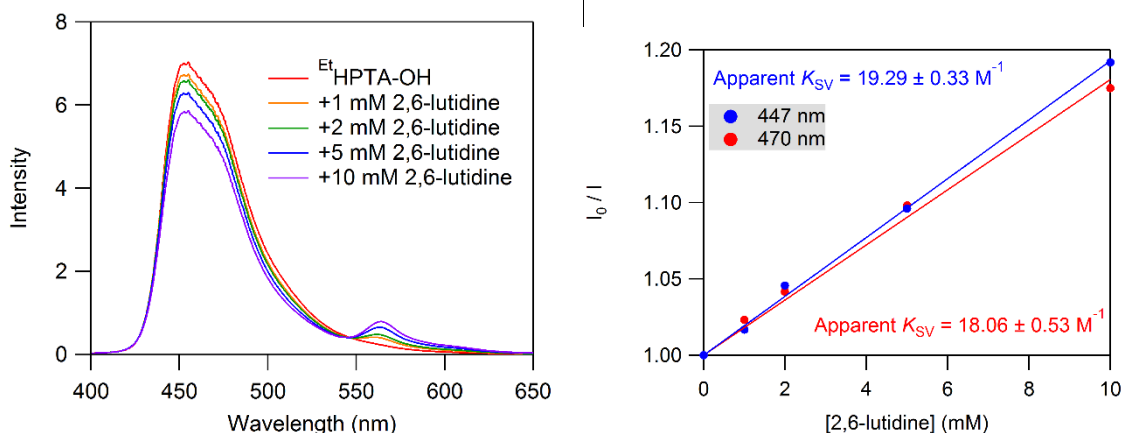 8
6
4
2
0
Intensity
400
450
500
550
600
650
Wavelength (nm)
EtHPTA-OH
+1 mM 2,6-lutidine
+2 mM 2,6-lutidine
+5 mM 2,6-lutidine
+10 mM 2,6-lutidine
1.20
1.15
1.10
1.05
1.00
I0 / I
Apparent KSV = 19.29 ± 0.33 M-1
447 nm
470 nm
Apparent KSV = 18.06 ± 0.53 M-1
0
2
4
6
8
10
[2,6-lutidine] (mM)